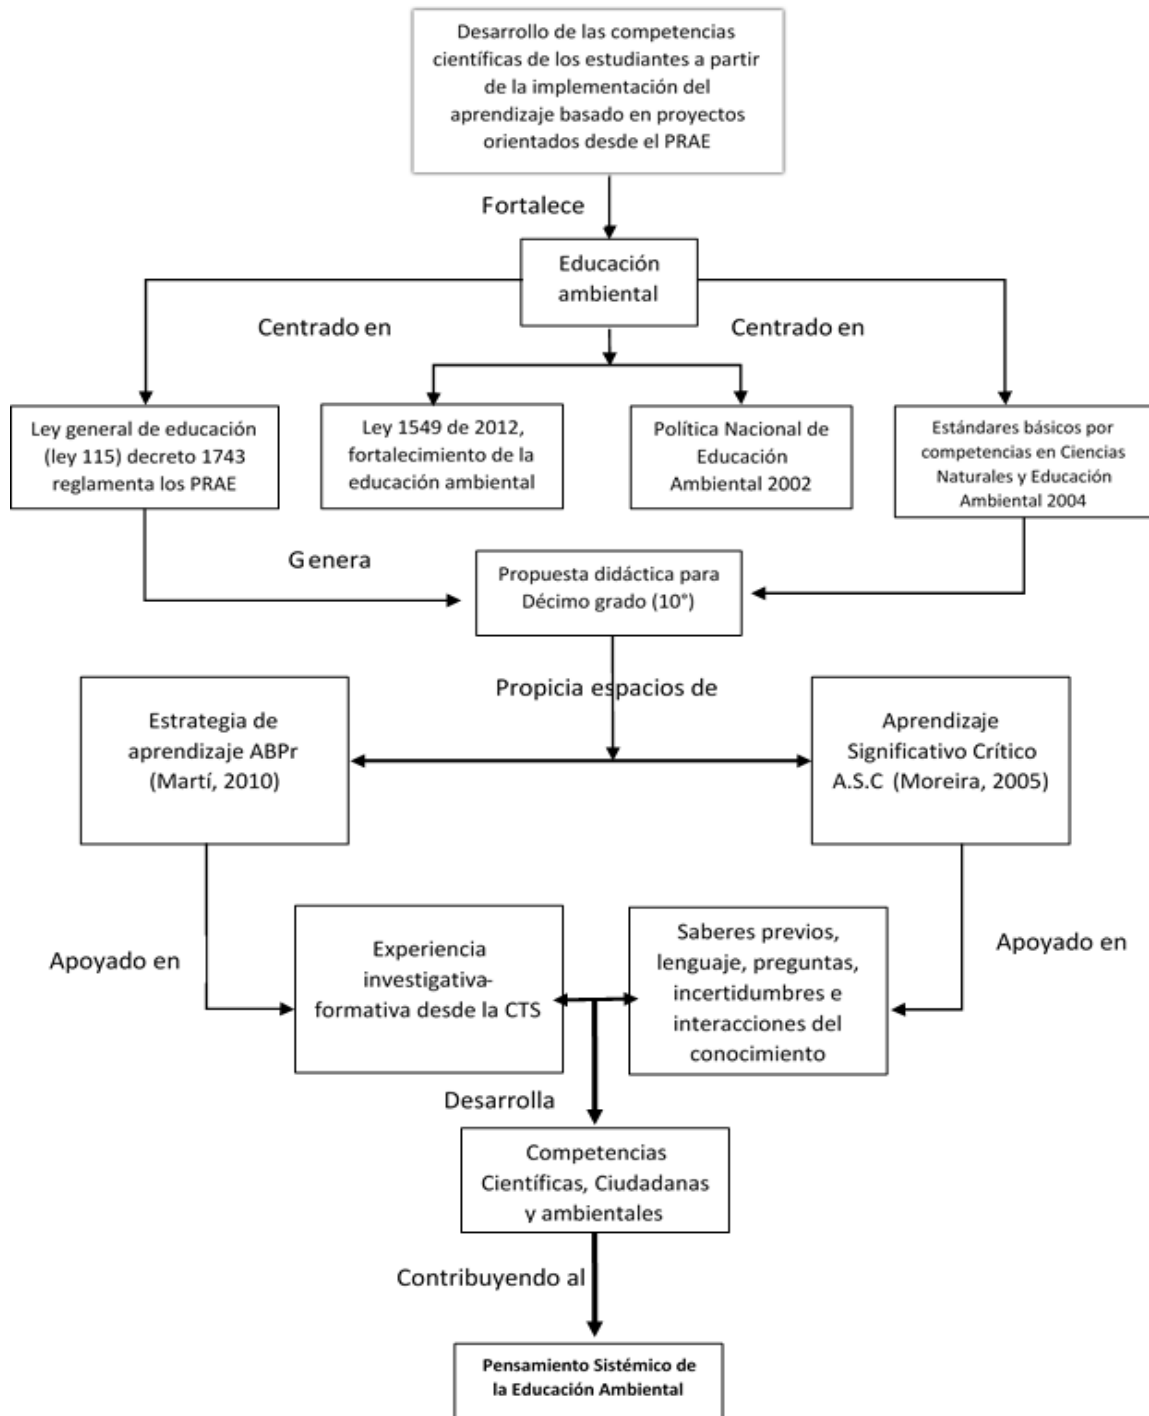 Desarrollo de las competencias
científicas de los estudiantes a partir
de la implementación del
aprendizaje basado en proyectos
orientados desde el PRAE
Fortalece
Educación
ambiental
Centrado en
Centrado en
Ley general de educación
(ley 115) decreto 1743
reglamenta los PRAE
Ley 1549 de 2012,
fortalecimiento de la
educación ambiental
Política Nacional de
Educación
Ambiental 2002
Estándares básicos por
competencias en Ciencias
Naturales y Educación
Ambiental 2004
Genera
Propuesta didáctica para
Décimo grado (10°)
Propicia espacios de
Estrategia de
aprendizaje ABPr
(Martí, 2010)
Aprendizaje
Significativo Crítico
A.S.C (Moreira, 2005)
Apoyado en
Experiencia
investigativa-
formativa desde la CTS
Saberes previos,
lenguaje, preguntas,
incertidumbres e
interacciones del
conocimiento
Apoyado en
Desarrolla
Competencias
Científicas, Ciudadanas
y ambientales
Contribuyendo al
Pensamiento Sistémico de
la Educación Ambiental